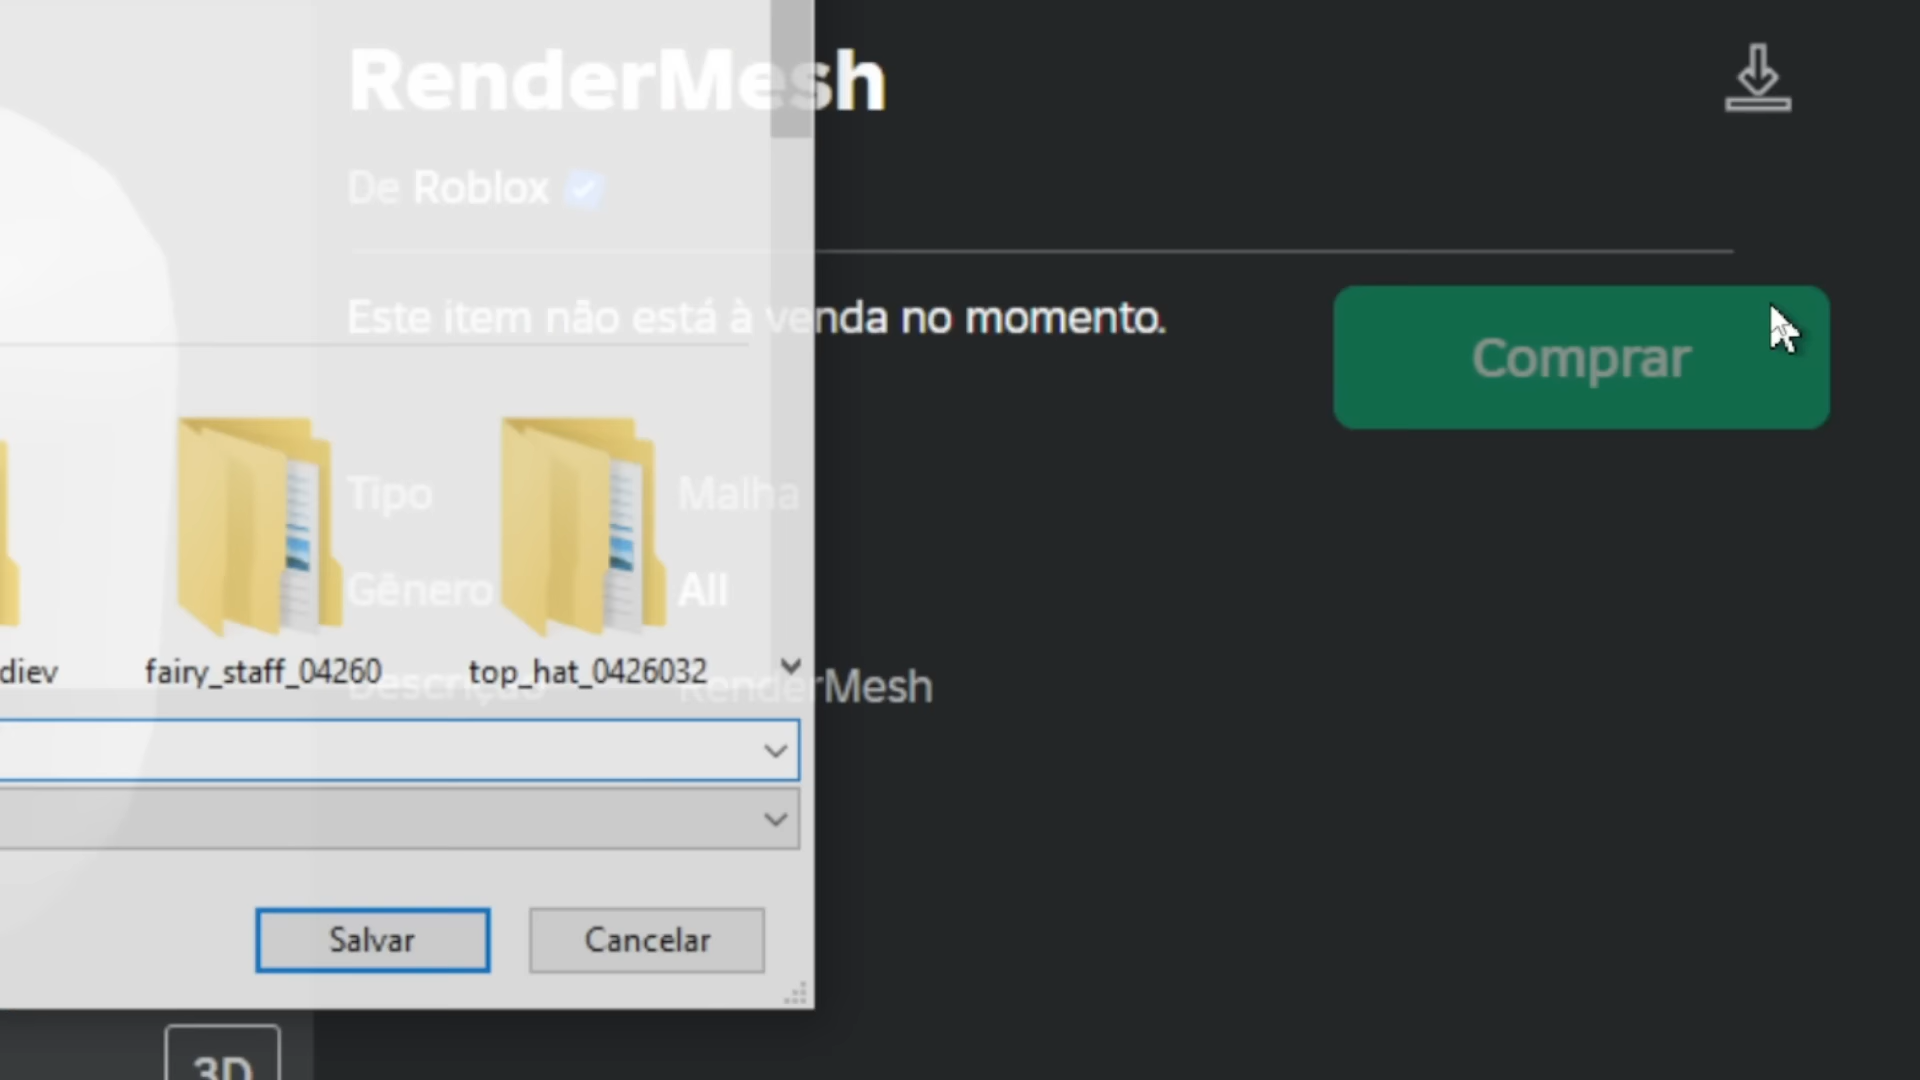 RenderMesh
De Roblox
Este item não está à venda no momento.
Comprar
Tipo Malha
Gênero All
Descrição RenderMesh
diev
fairy_staff_04260
top_hat_0426032
Salvar
Cancelar
3D